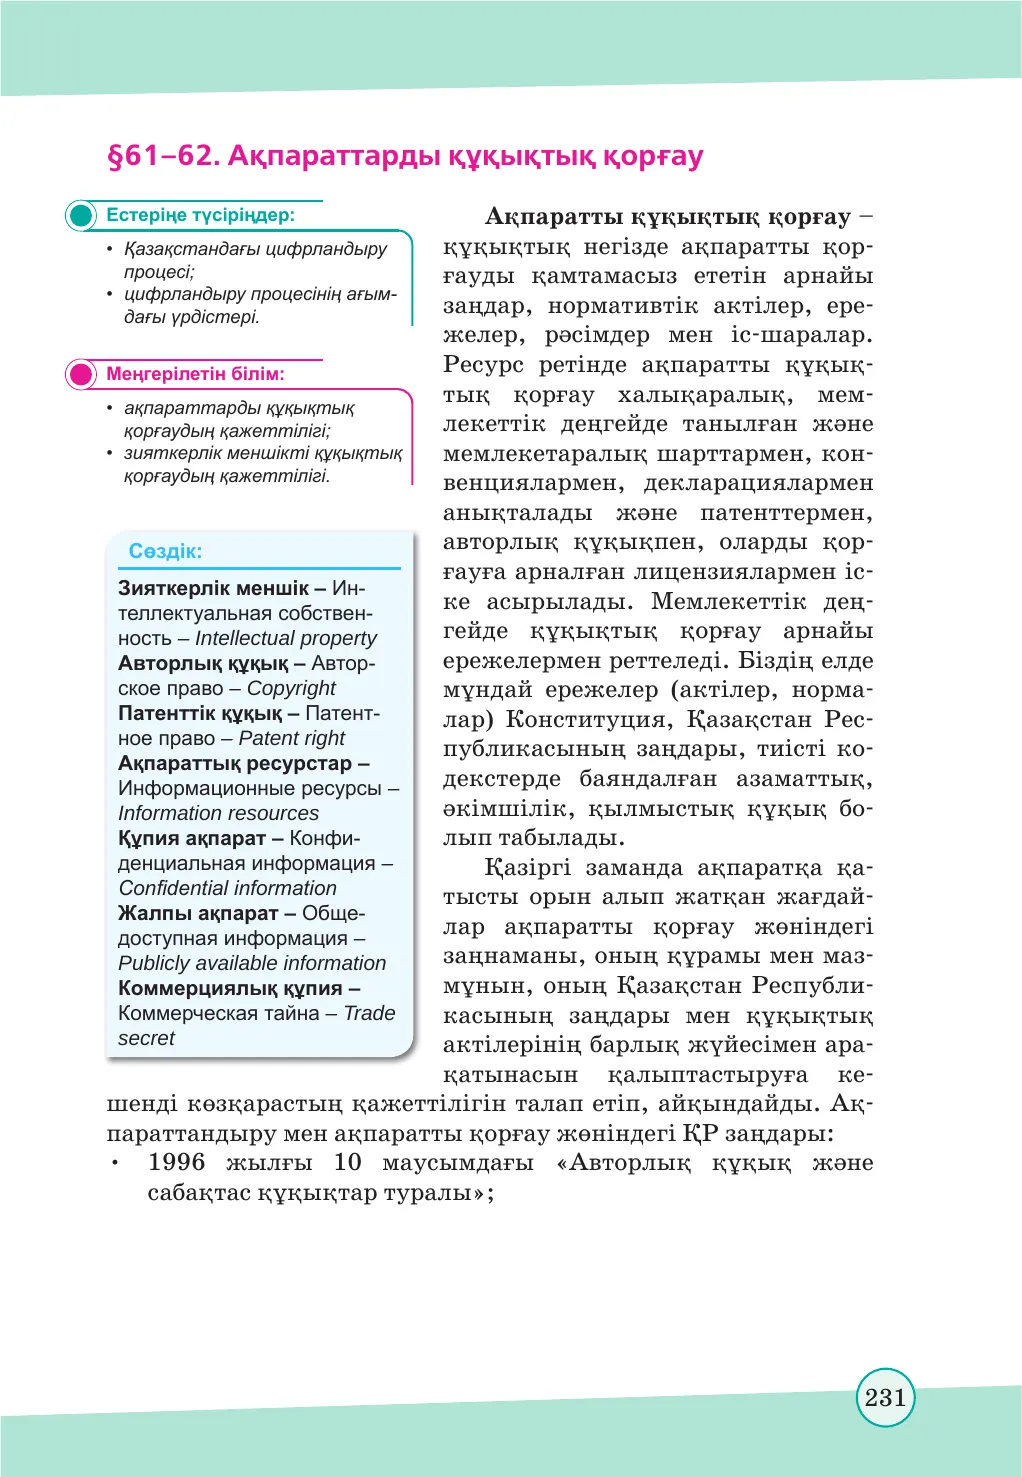 §61–62. Ақпараттарды құқықтық қорғау
Естеріңе түсіріңдер:
• Қазақстандағы цифрландыру
процесі;
• цифрландыру процесінің ағым-
дағы үрдістері.
Меңгерілетін білім:
• ақпараттарды құқықтық
қорғаудың қажеттілігі;
• зияткерлік меншікті құқықтық
қорғаудың қажеттілігі.
Сөздік:
Зияткерлік меншік – Ин-
теллектуальная собствен-
ность – Intellectual property
Авторлық құқық – Автор-
ское право – Copyright
Патенттік құқық – Патент-
ное право – Patent right
Ақпараттық ресурстар –
Информационные ресурсы –
Information resources
Құпия ақпарат – Конфи-
денциальная информация –
Confidential information
Жалпы ақпарат – Обще-
доступная информация –
Publicly available information
Коммерциялық құпия –
Коммерческая тайна – Trade
secret
Ақпаратты құқықтық қорғау –
құқықтық негізде ақпаратты қор-
ғауды қамтамасыз ететін арнайы
заңдар, нормативтік актілер, ере-
желер, рәсімдер мен іс-шаралар.
Ресурс ретінде ақпаратты құқық-
тық қорғау халықаралық, мем-
лекеттік деңгейде танылған және
мемлекетаралық шарттармен, кон-
венциялармен, декларациялармен
анықталады және патенттермен,
авторлық құқықпен, оларды қор-
ғауға арналған лицензиялармен іс-
ке асырылады. Мемлекеттік дең-
гейде құқықтық қорғау арнайы
ережелермен реттеледі. Біздің елде
мұндай ережелер (актілер, норма-
лар) Конституция, Қазақстан Рес-
публикасының заңдары, тиісті ко-
декстерде баяндалған азаматтық,
әкімшілік, қылмыстық құқық бо-
лып табылады.
Қазіргі заманда ақпаратқа қа-
тысты орын алып жатқан жағдай-
лар ақпаратты қорғау жөніндегі
заңнаманы, оның құрамы мен маз-
мұнын, оның Қазақстан Республи-
касының заңдары мен құқықтық
актілерінің барлық жүйесімен ара-
қатынасын қалыптастыруға ке-
шенді көзқарастың қажеттілігін талап етіп, айқындайды. Ақ-
параттандыру мен ақпаратты қорғау жөніндегі ҚР заңдары:
• 1996 жылғы 10 маусымдағы «Авторлық құқық және
сабақтас құқықтар туралы»;
231